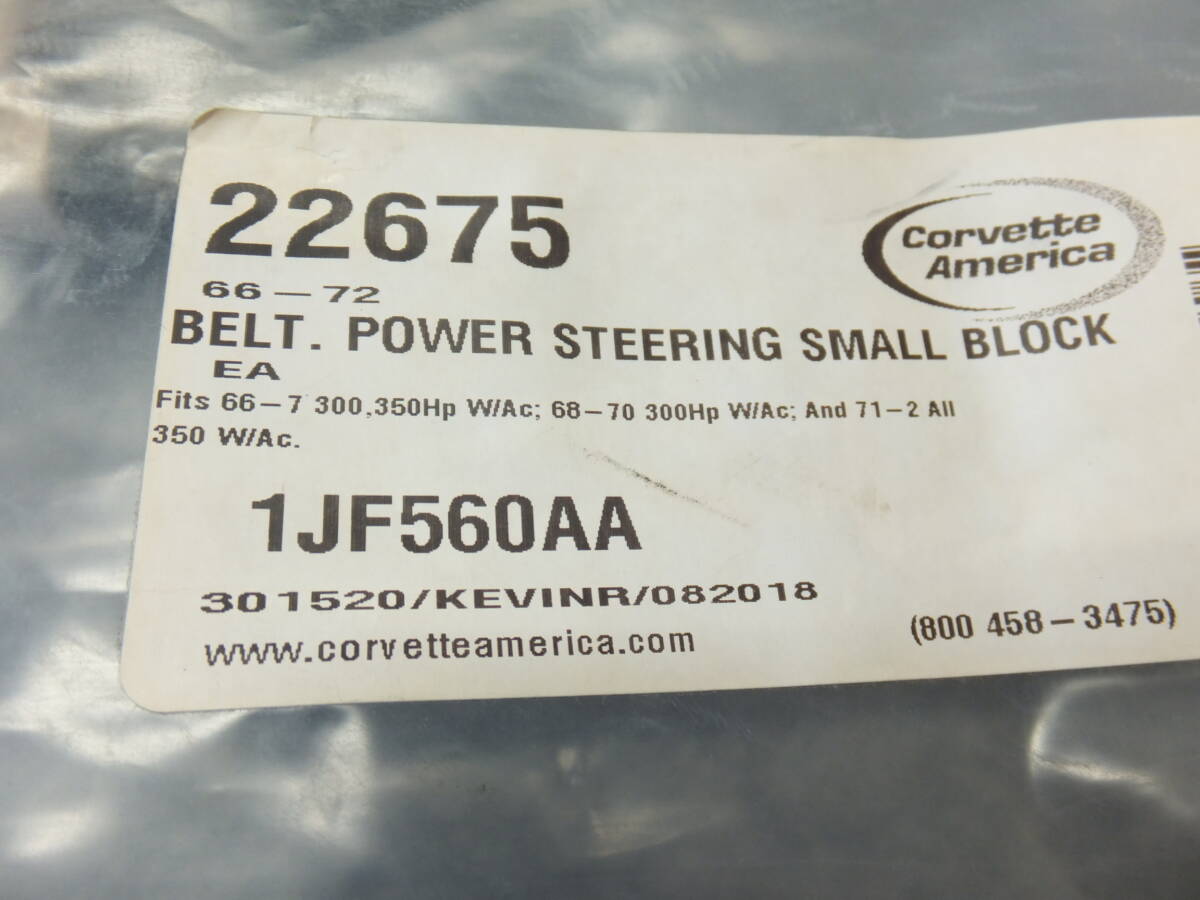 22675
Corvette
America
66-72
BELT. POWER STEERING SMALL BLOCK
EA
Fits 66-7 300,350Hp W/Ac; 68-70 300Hp W/Ac; And 71-2 All
350 W/Ac.
1JF560AA
301520/KEVINR/082018
www.corvetteamerica.com
(800 458-3475)